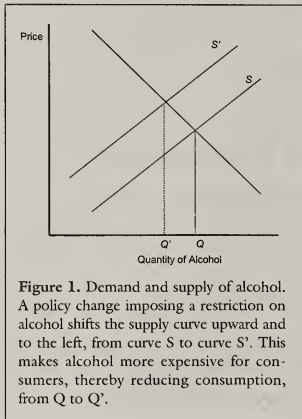 Price
S'
S
Q' Q
Quantity of Alcohol
Figure 1. Demand and supply of alcohol.
A policy change imposing a restriction on
alcohol shifts the supply curve upward and
to the left, from curve S to curve S'. This
makes alcohol more expensive for con-
sumers, thereby reducing consumption,
from Q to Q'.